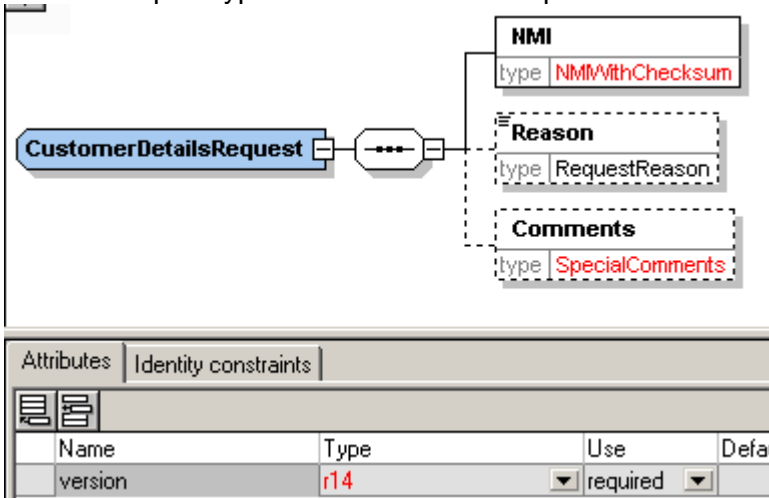 NMI
type NMIWithChecksum
CustomerDetailsRequest
Reason
type RequestReason
Comments
type SpecialComments
Attributes Identity constraints
Name Type Use Defa
version r14 required